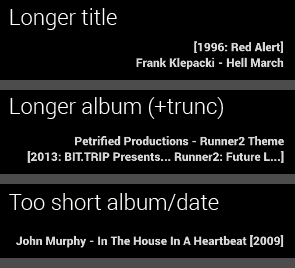 Longer title
[1996: Red Alert]
Frank Klepacki - Hell March
Longer album (+trunc)
Petrified Productions - Runner2 Theme
[2013: BIT.TRIP Presents... Runner2: Future L...]
Too short album/date
John Murphy - In The House In A Heartbeat [2009]